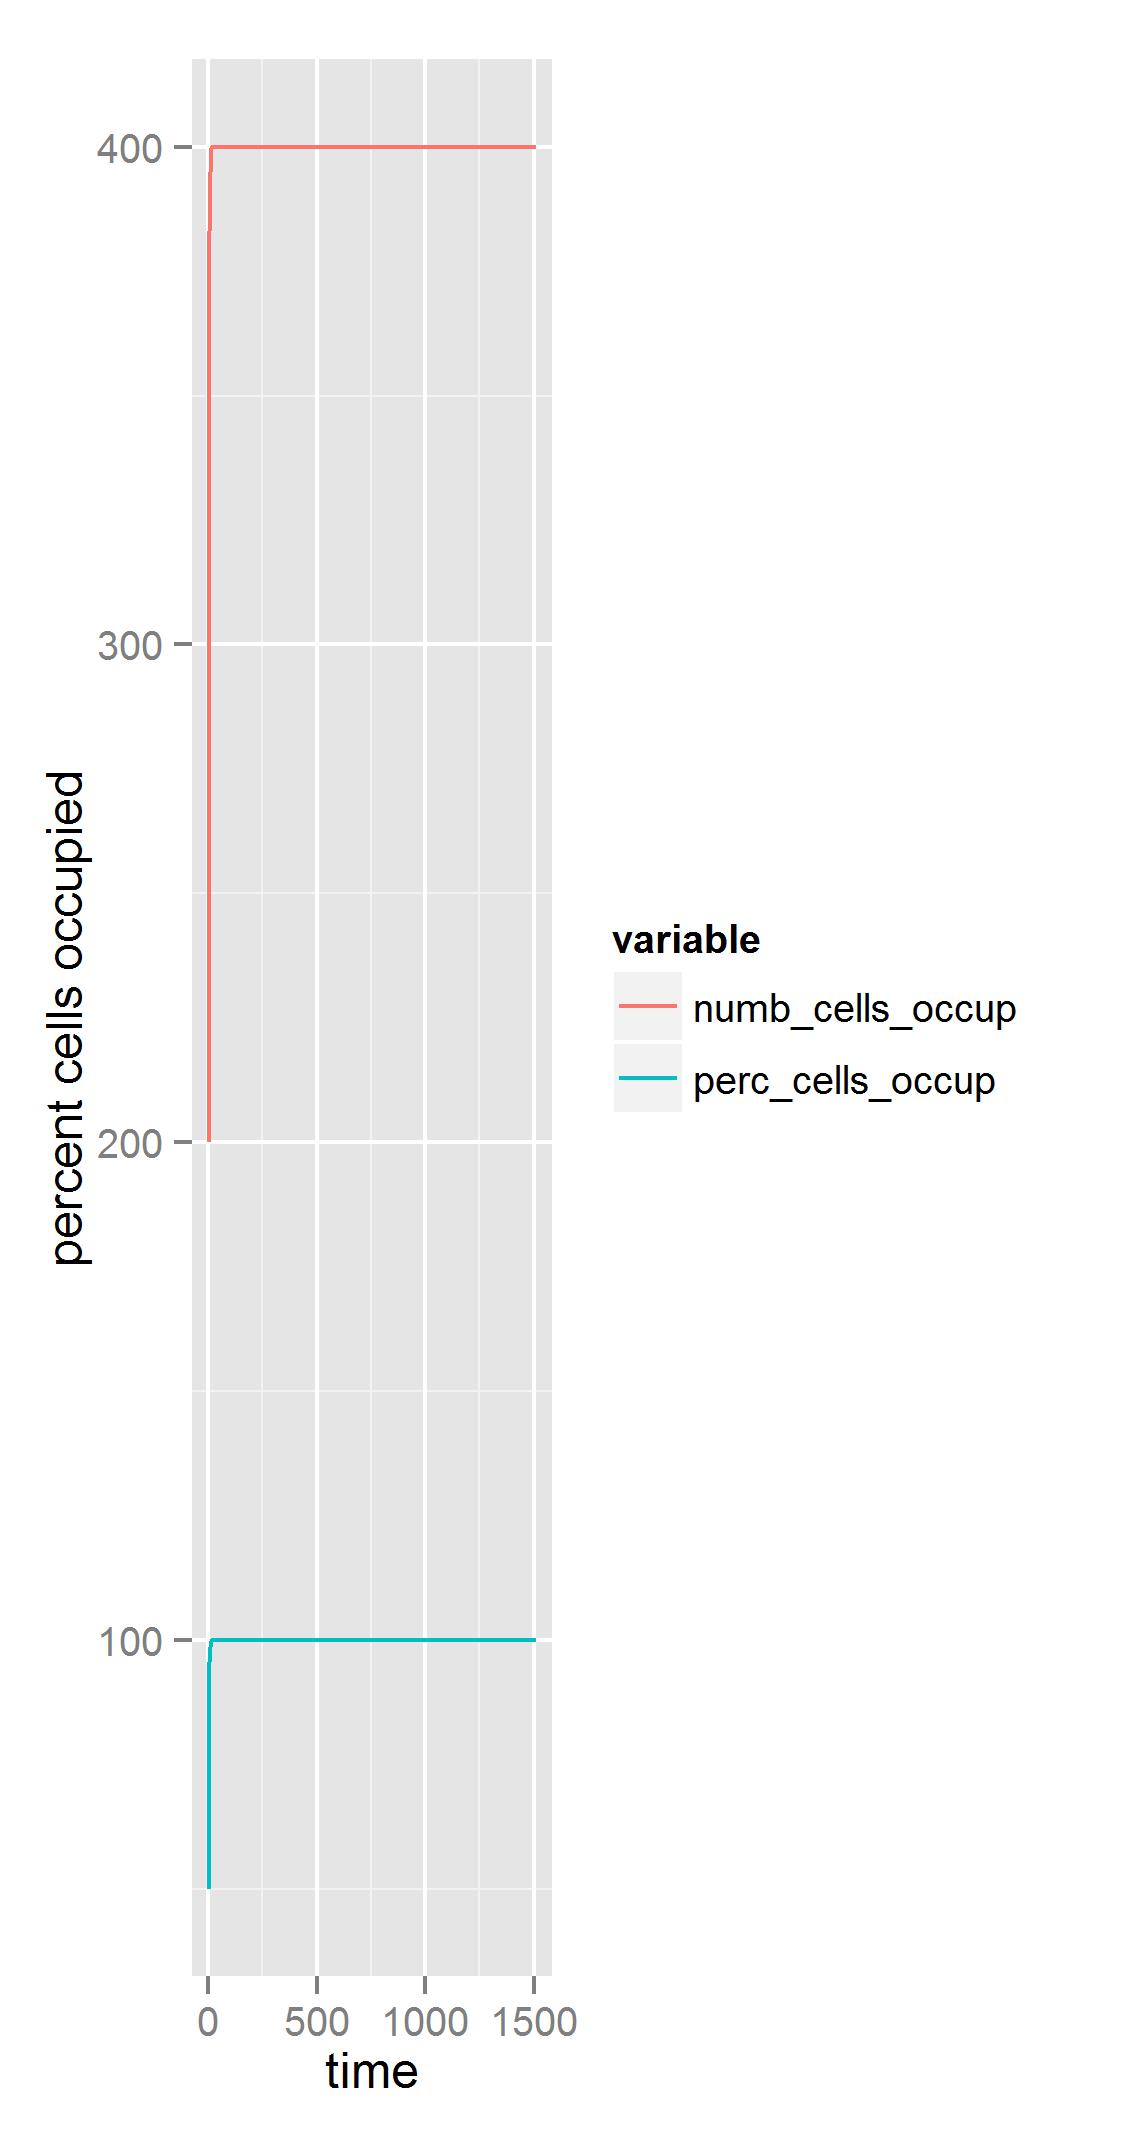 400
300
200
100
percent cells occupied
0 500 1000 1500
time
variable
numb_cells_occup
perc_cells_occup